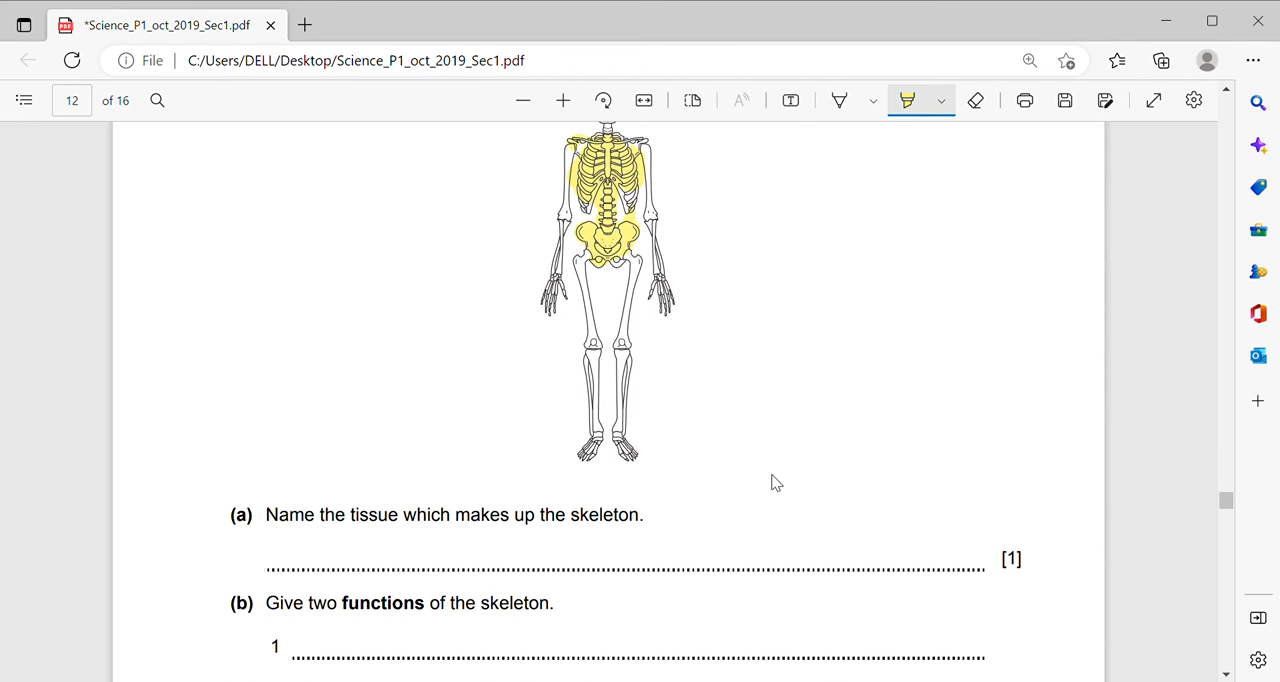 *Science_P1_oct_2019_Sec1.pdf
File
C:/Users/DELL/Desktop/Science_P1_oct_2019_Sec1.pdf
12 of 16
(a) Name the tissue which makes up the skeleton.
[1]
(b) Give two functions of the skeleton.
1